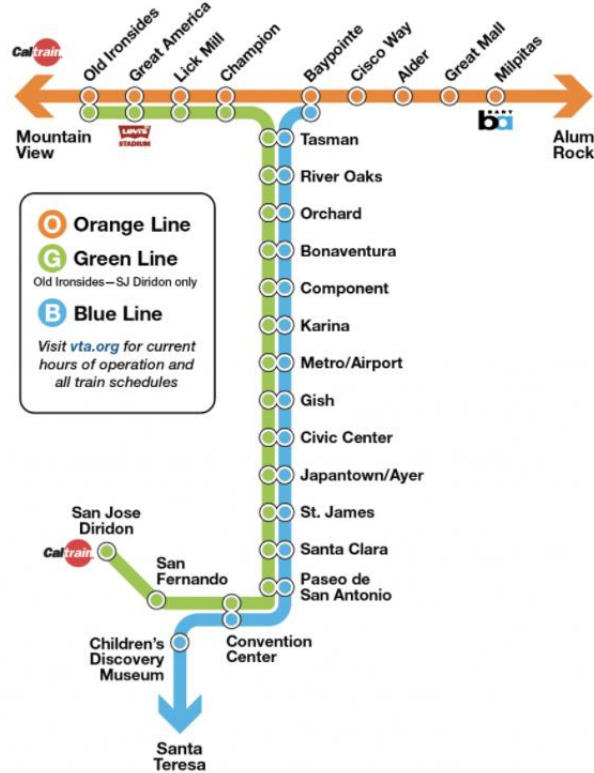 Caltrain
Old Ironsides
Great America
Lick Mill
Champion
Baypointe
Cisco Way
Alder
Great Mall
Milpitas
Mountain
View
LEVI'S
STADIUM
BART
ba
Alum
Rock
Tasman
River Oaks
Orchard
Bonaventura
Component
Karina
Metro/Airport
Gish
Civic Center
Japantown/Ayer
St. James
Santa Clara
Paseo de
San Antonio
O Orange Line
G Green Line
Old Ironsides—SJ Diridon only
B Blue Line
Visit vta.org for current
hours of operation and
all train schedules
San Jose
Diridon
Caltrain
San
Fernando
Convention
Center
Children's
Discovery
Museum
Santa
Teresa